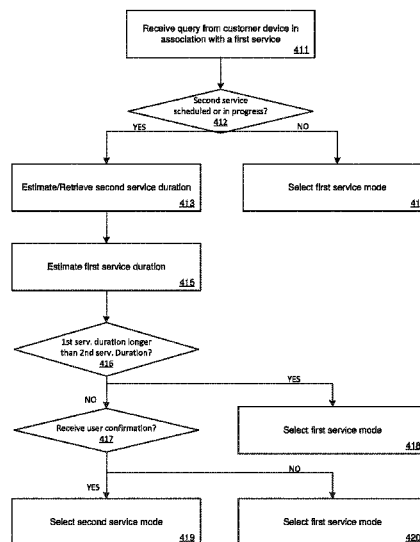 Receive query from customer device in
association with a first service
411
Second service
scheduled or in progress?
412
YES
NO
Estimate/Retrieve second service duration
413
Select first service mode
Estimate first service duration
415
1st serv. duration longer
than 2nd serv. Duration?
416
YES
NO
Receive user confirmation?
417
Select first service mode
418
NO
YES
Select second service mode
419
Select first service mode
420